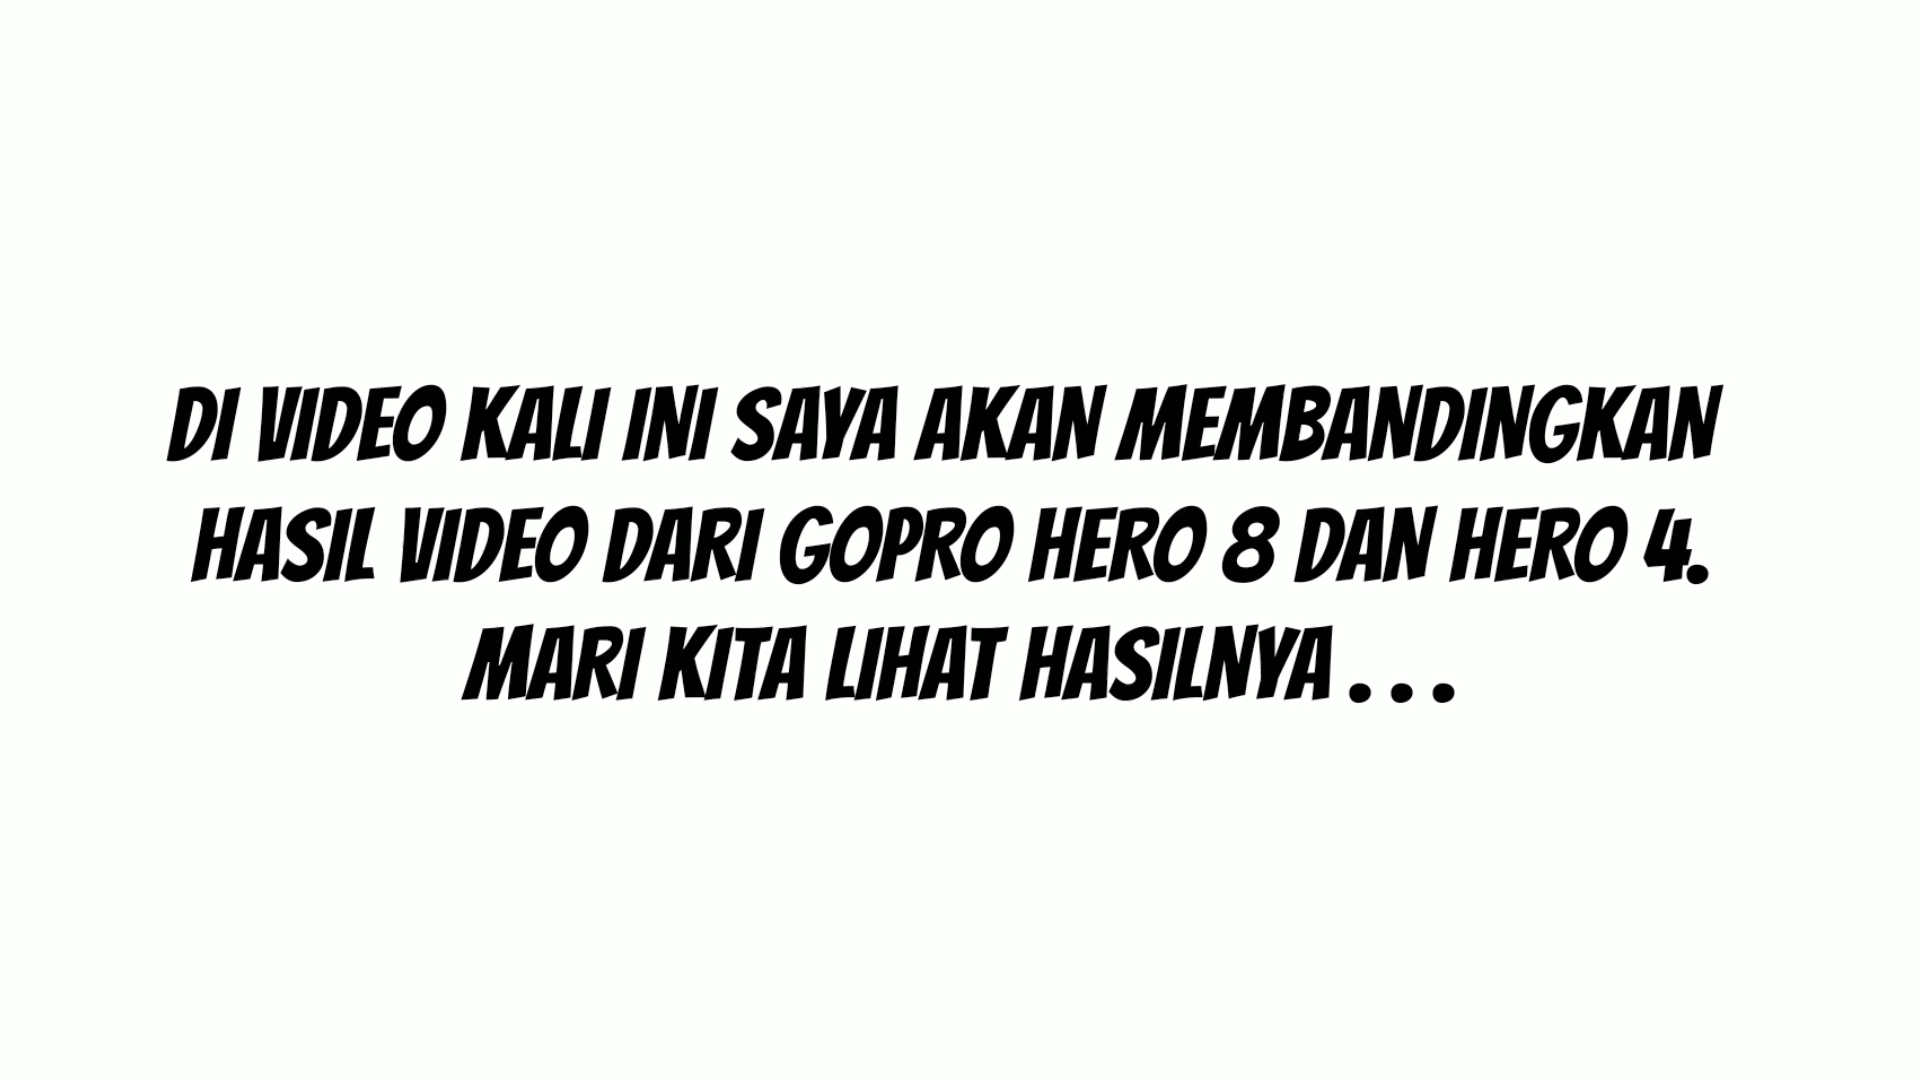 DI VIDEO KALI INI SAYA AKAN MEMBANDINGKAN
HASIL VIDEO DARI GOPRO HERO 8 DAN HERO 4.
MARI KITA LIHAT HASILNYA...